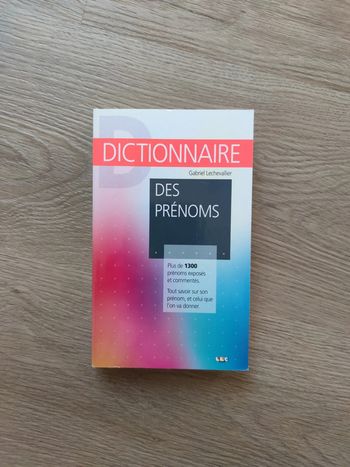 D
DICTIONNAIRE
Gabriel Lechevallier
DES
PRÉNOMS
Plus de 1300
prénoms exposés
et commentés.
Tout savoir sur son
prénom, et celui que
l'on va donner.